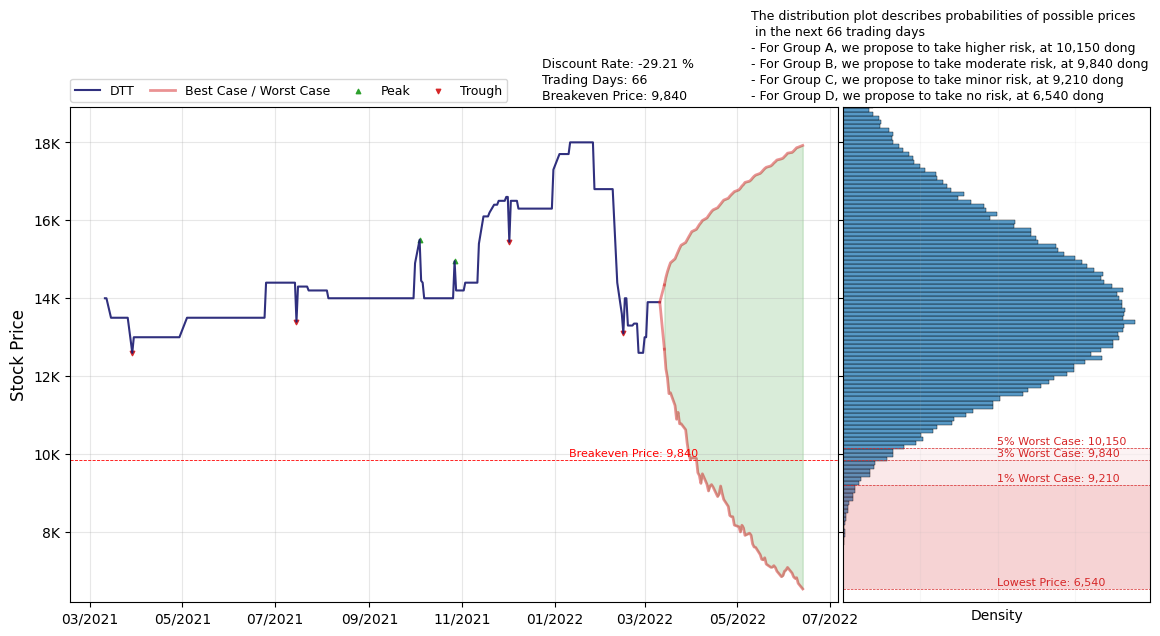 The distribution plot describes probabilities of possible prices
in the next 66 trading days
- For Group A, we propose to take higher risk, at 10,150 dong
- For Group B, we propose to take moderate risk, at 9,840 dong
- For Group C, we propose to take minor risk, at 9,210 dong
- For Group D, we propose to take no risk, at 6,540 dong
Discount Rate: -29.21 %
Trading Days: 66
Breakeven Price: 9,840
DTT
Best Case / Worst Case
Peak
Trough
Stock Price
18K
16K
14K
12K
10K
8K
Breakeven Price: 9,840
5% Worst Case: 10,150
3% Worst Case: 9,840
1% Worst Case: 9,210
Lowest Price: 6,540
03/2021
05/2021
07/2021
09/2021
11/2021
01/2022
03/2022
05/2022
07/2022
Density